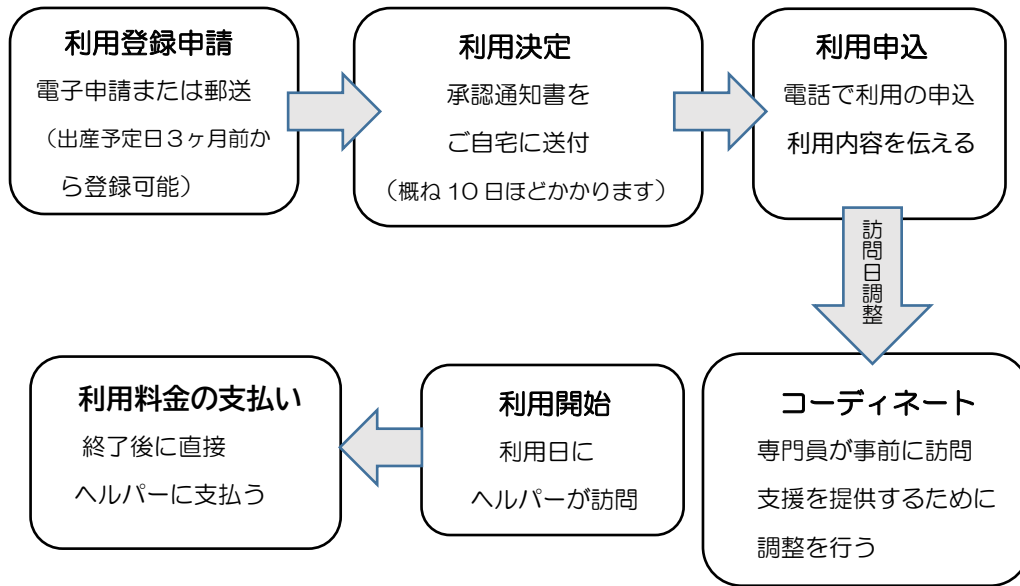 利用登録申請
電子申請または郵送
（出産予定日３ヶ月前か
ら登録可能）
利用決定
承認通知書を
ご自宅に送付
（概ね 10 日ほどかかります）
利用申込
電話で利用の申込
利用内容を伝える
訪問日調整
コーディネート
専門員が事前に訪問
支援を提供するために
調整を行う
利用開始
利用日に
ヘルパーが訪問
利用料金の支払い
終了後に直接
ヘルパーに支払う